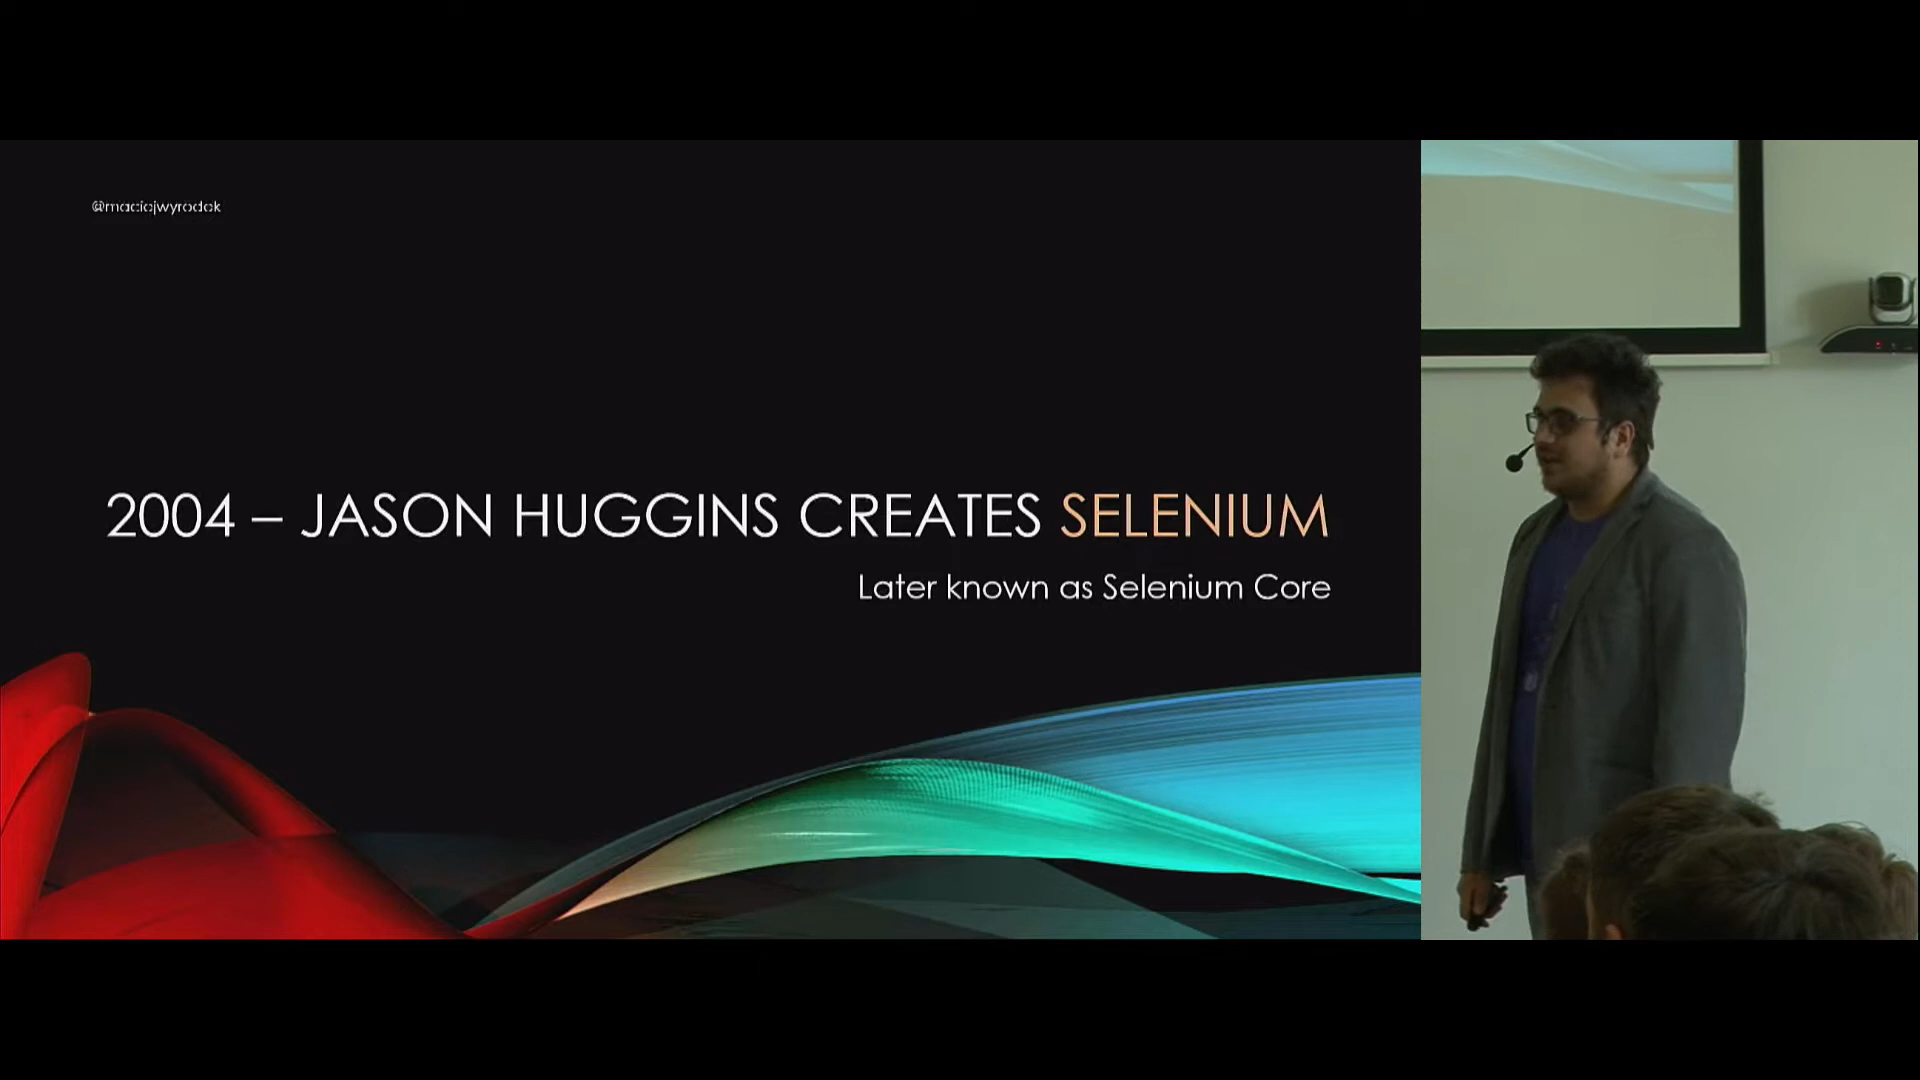 @maciejwyrodek
2004 – JASON HUGGINS CREATES SELENIUM
Later known as Selenium Core